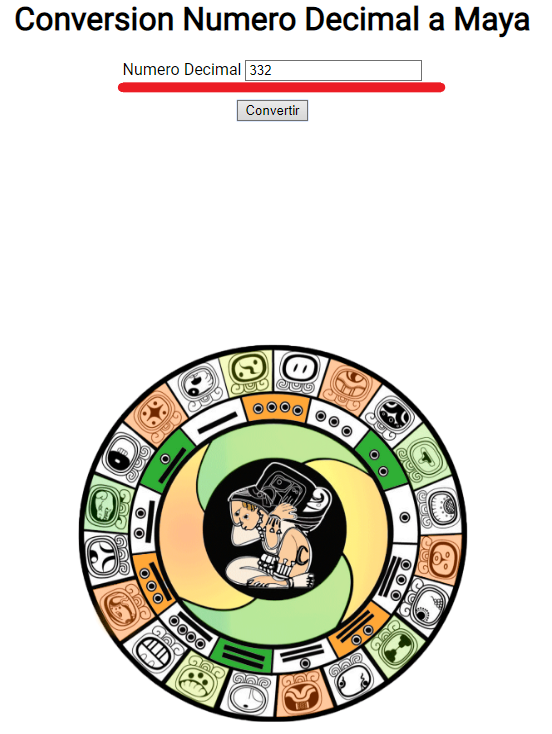 Conversion Numero Decimal a Maya
Numero Decimal 332
Convertir